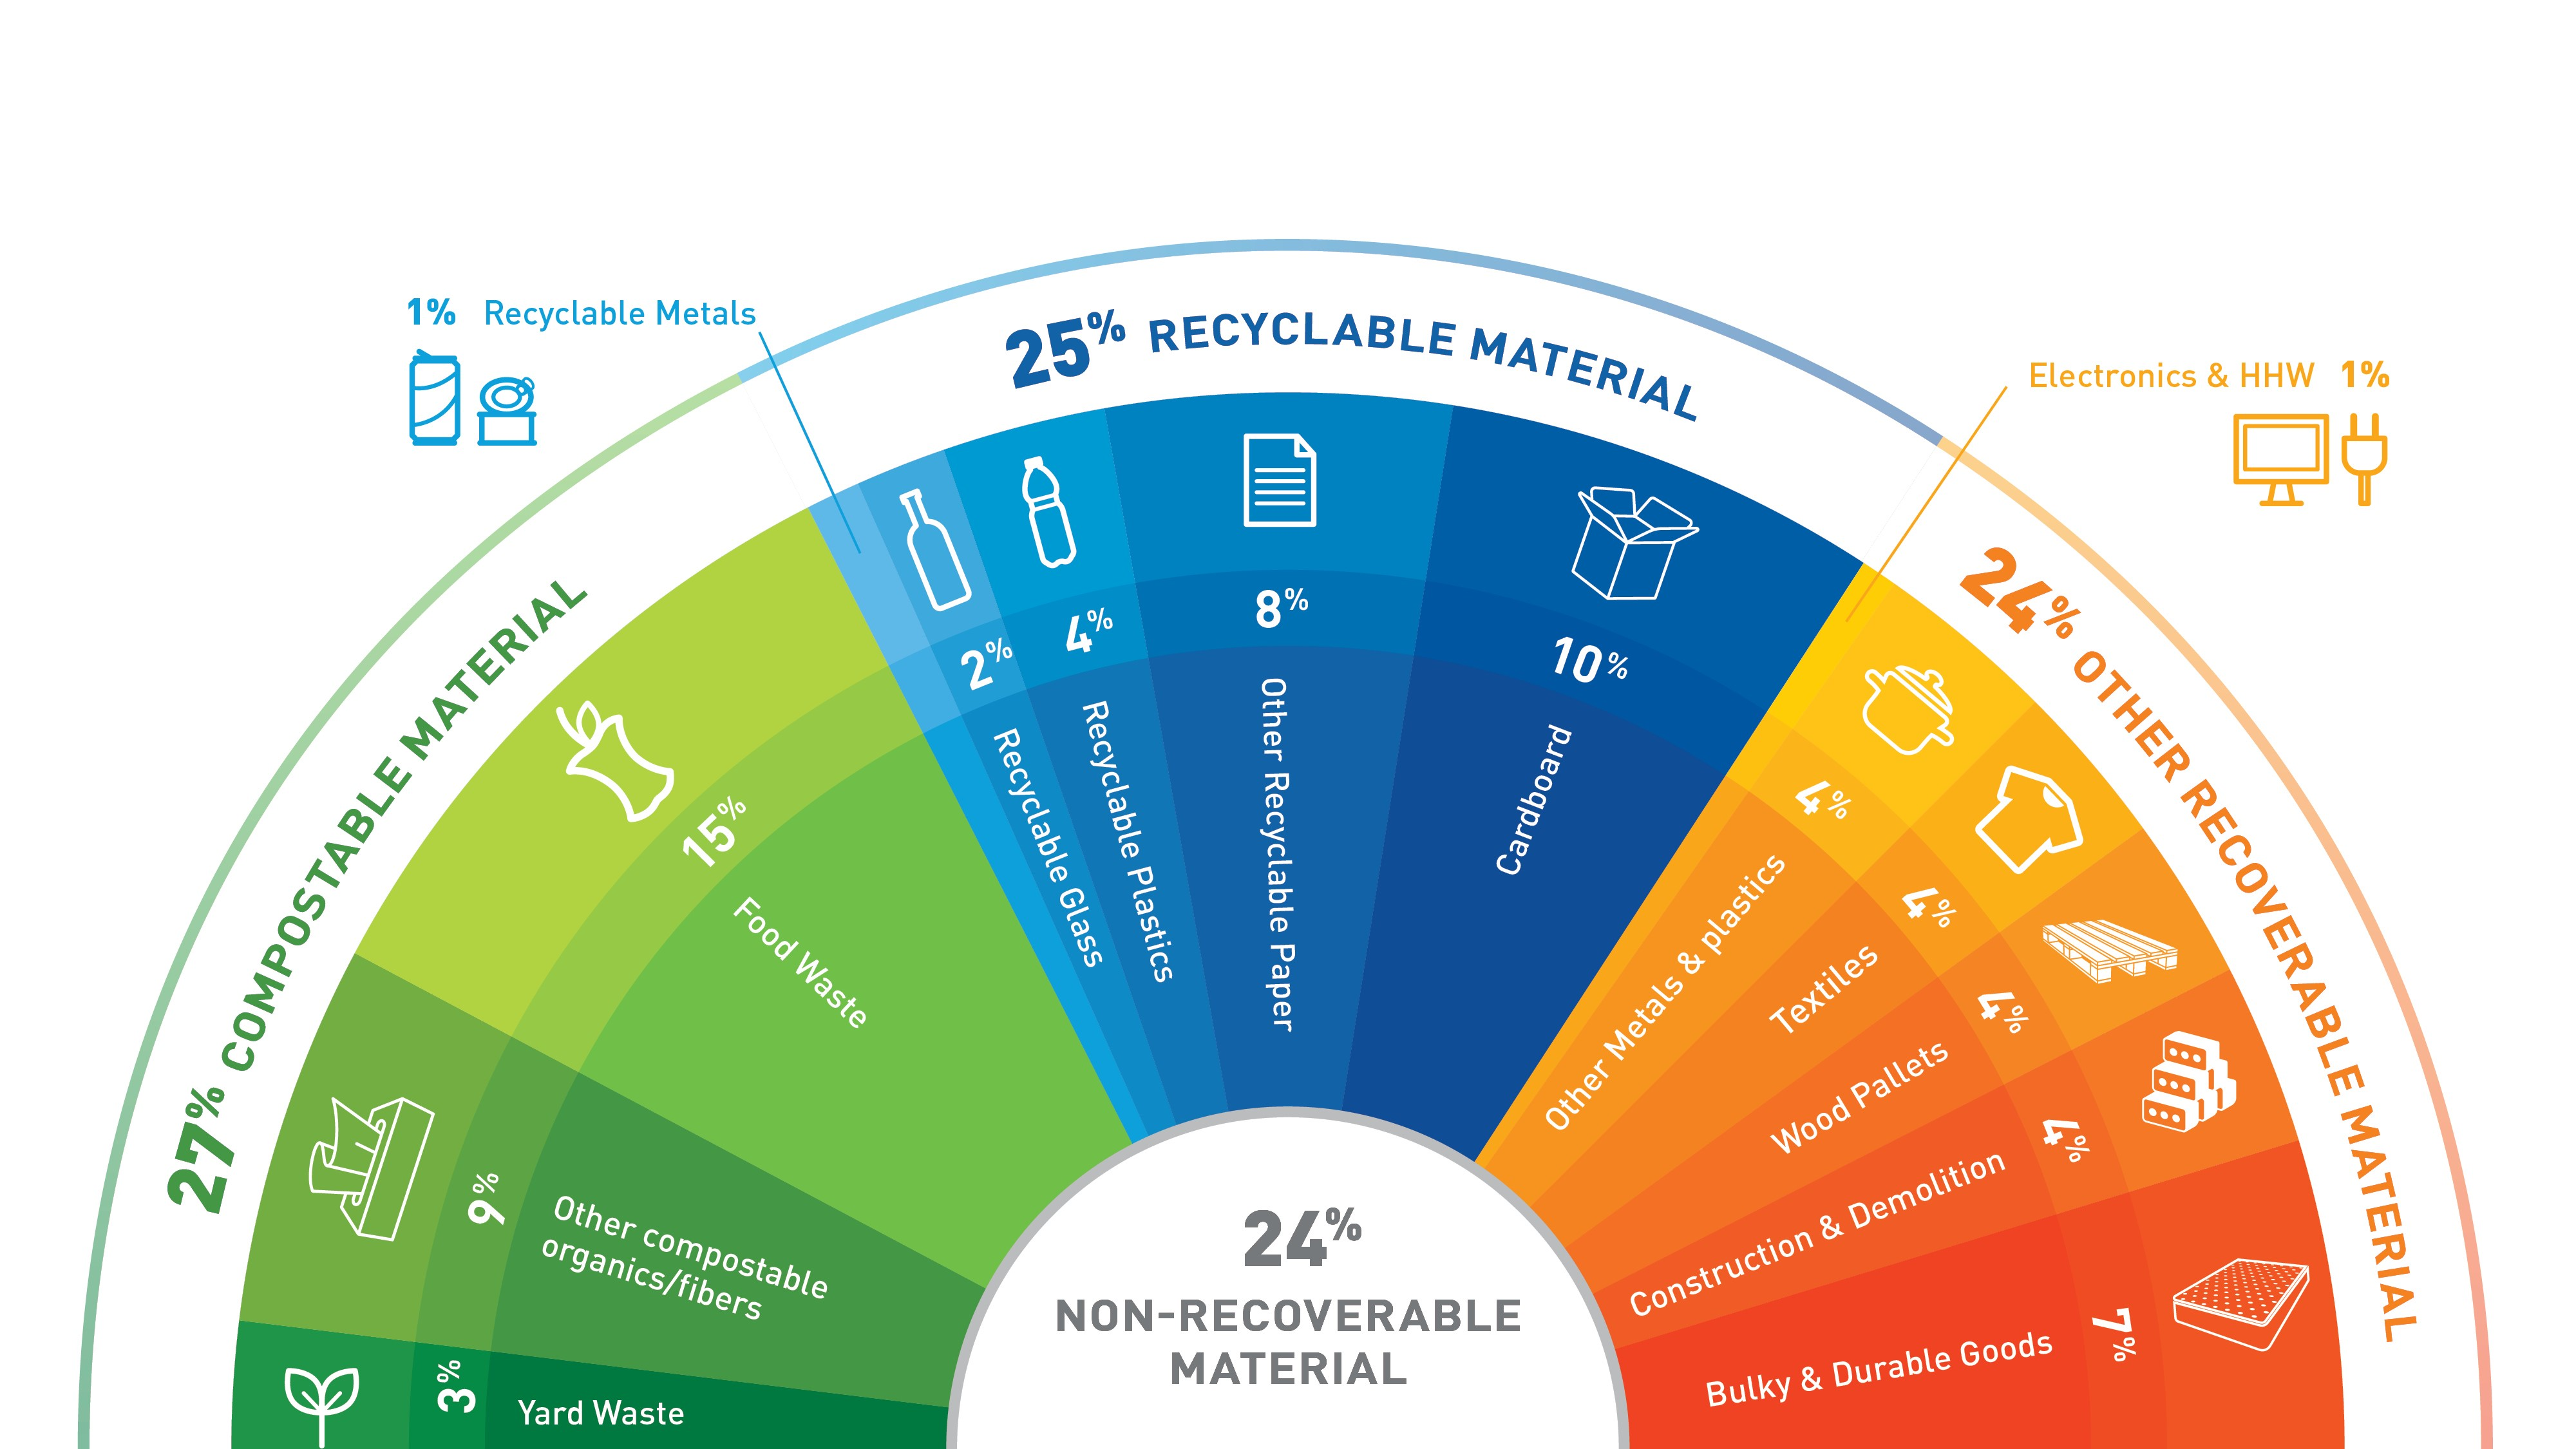 1% Recyclable Metals
25% RECYCLABLE MATERIAL
Electronics & HHW 1%
27% COMPOSTABLE MATERIAL
24% OTHER RECOVERABLE MATERIAL
3%
Yard Waste
9%
Other compostable
organics/fibers
15%
Food Waste
2%
Recyclable Glass
4%
Recyclable Plastics
8%
Other Recyclable Paper
10%
Cardboard
4%
Other Metals & plastics
4%
Textiles
4%
Wood Pallets
4%
Construction & Demolition
7%
Bulky & Durable Goods
24%
NON-RECOVERABLE
MATERIAL